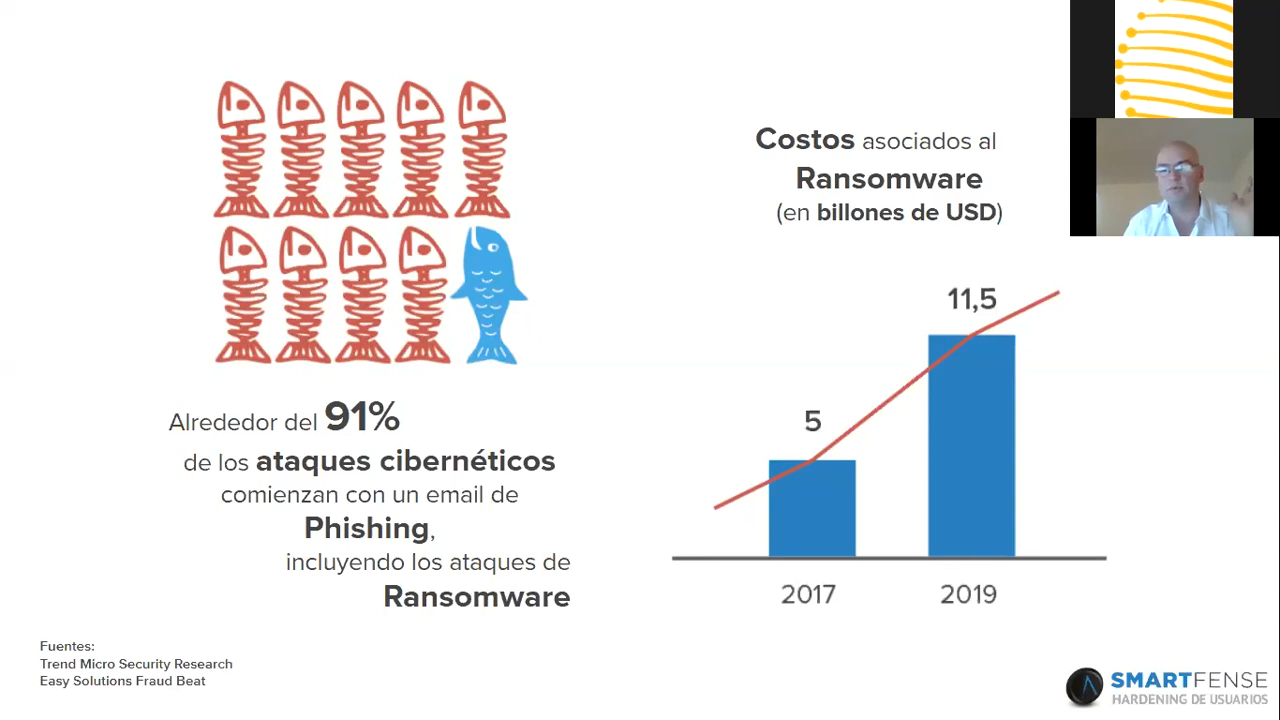 Costos asociados al
Ransomware
(en billones de USD)
11,5
5
2017 2019
Alrededor del 91%
de los ataques cibernéticos
comienzan con un email de
Phishing,
incluyendo los ataques de
Ransomware
Fuentes:
Trend Micro Security Research
Easy Solutions Fraud Beat
SMARTFENSE
HARDENING DE USUARIOS